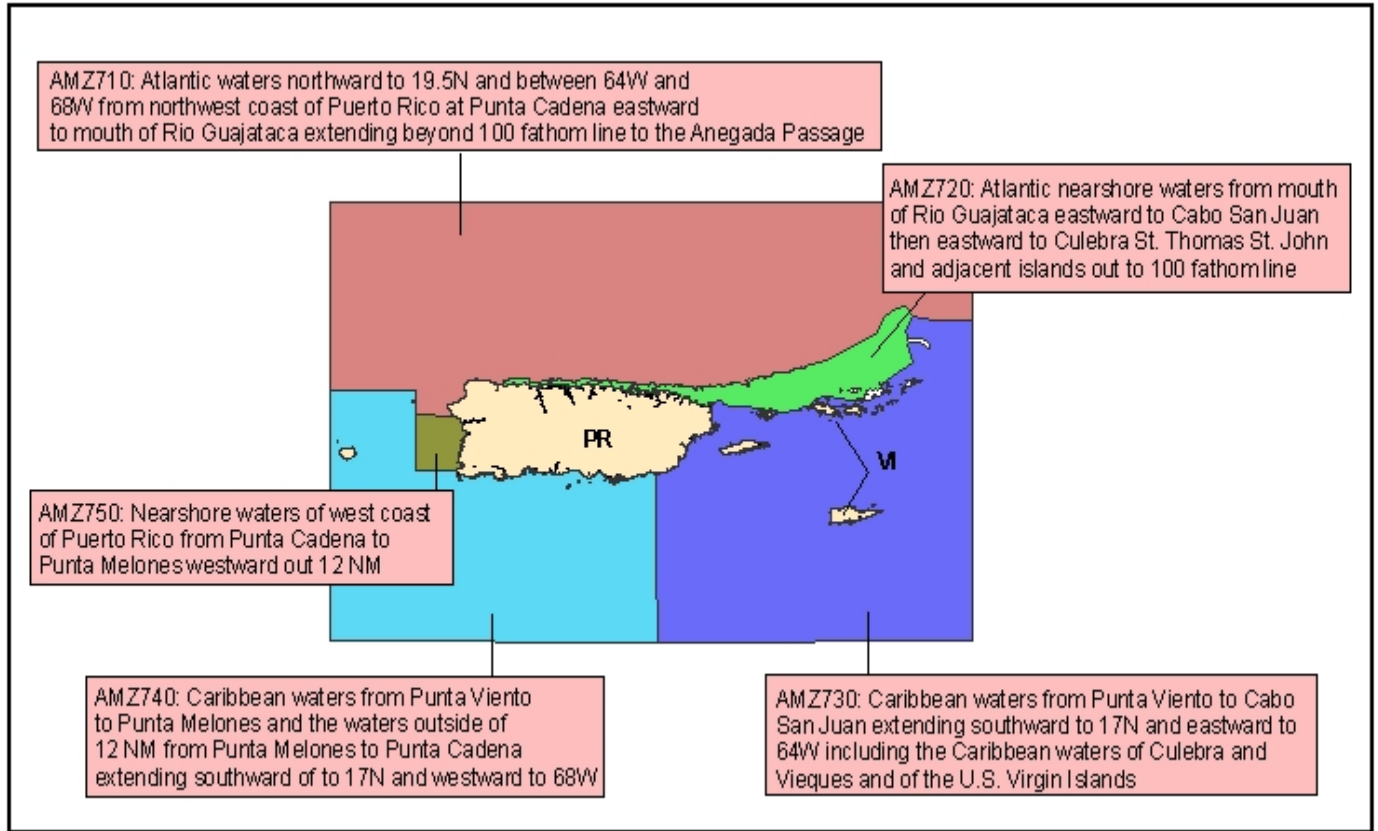 AMZ710: Atlantic waters northward to 19.5N and between 64W and
68W from northwest coast of Puerto Rico at Punta Cadena eastward
to mouth of Rio Guajataca extending beyond 100 fathom line to the Anegada Passage
AMZ720: Atlantic nearshore waters from mouth
of Rio Guajataca eastward to Cabo San Juan
then eastward to Culebra St. Thomas St. John
and adjacent islands out to 100 fathom line
PR
VI
AMZ750: Nearshore waters of west coast
of Puerto Rico from Punta Cadena to
Punta Melones westward out 12 NM
AMZ740: Caribbean waters from Punta Viento
to Punta Melones and the waters outside of
12 NM from Punta Melones to Punta Cadena
extending southward of to 17N and westward to 68W
AMZ730: Caribbean waters from Punta Viento to Cabo
San Juan extending southward to 17N and eastward to
64W including the Caribbean waters of Culebra and
Vieques and of the U.S. Virgin Islands